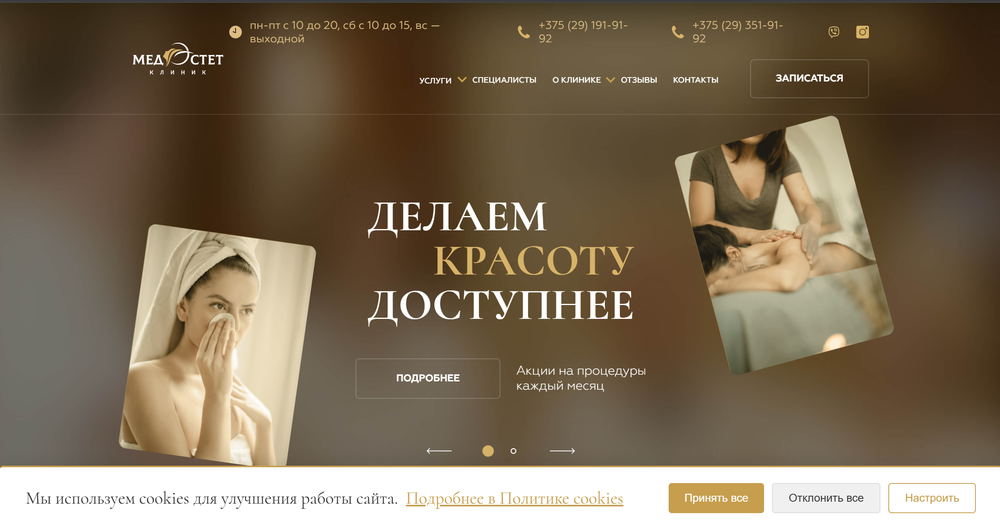 пн-пт с 10 до 20, сб с 10 до 15, вс —
выходной
+375 (29) 191-91-
92
+375 (29) 351-91-
92
МЕД СТЕТ
КЛИНИК
УСЛУГИ
СПЕЦИАЛИСТЫ
О КЛИНИКЕ
ОТЗЫВЫ
КОНТАКТЫ
ЗАПИСАТЬСЯ
ДЕЛАЕМ
КРАСОТУ
ДОСТУПНЕЕ
ПОДРОБНЕЕ
Акции на процедуры
каждый месяц
Мы используем cookies для улучшения работы сайта. Подробнее в Политике cookies
Принять все
Отклонить все
Настроить